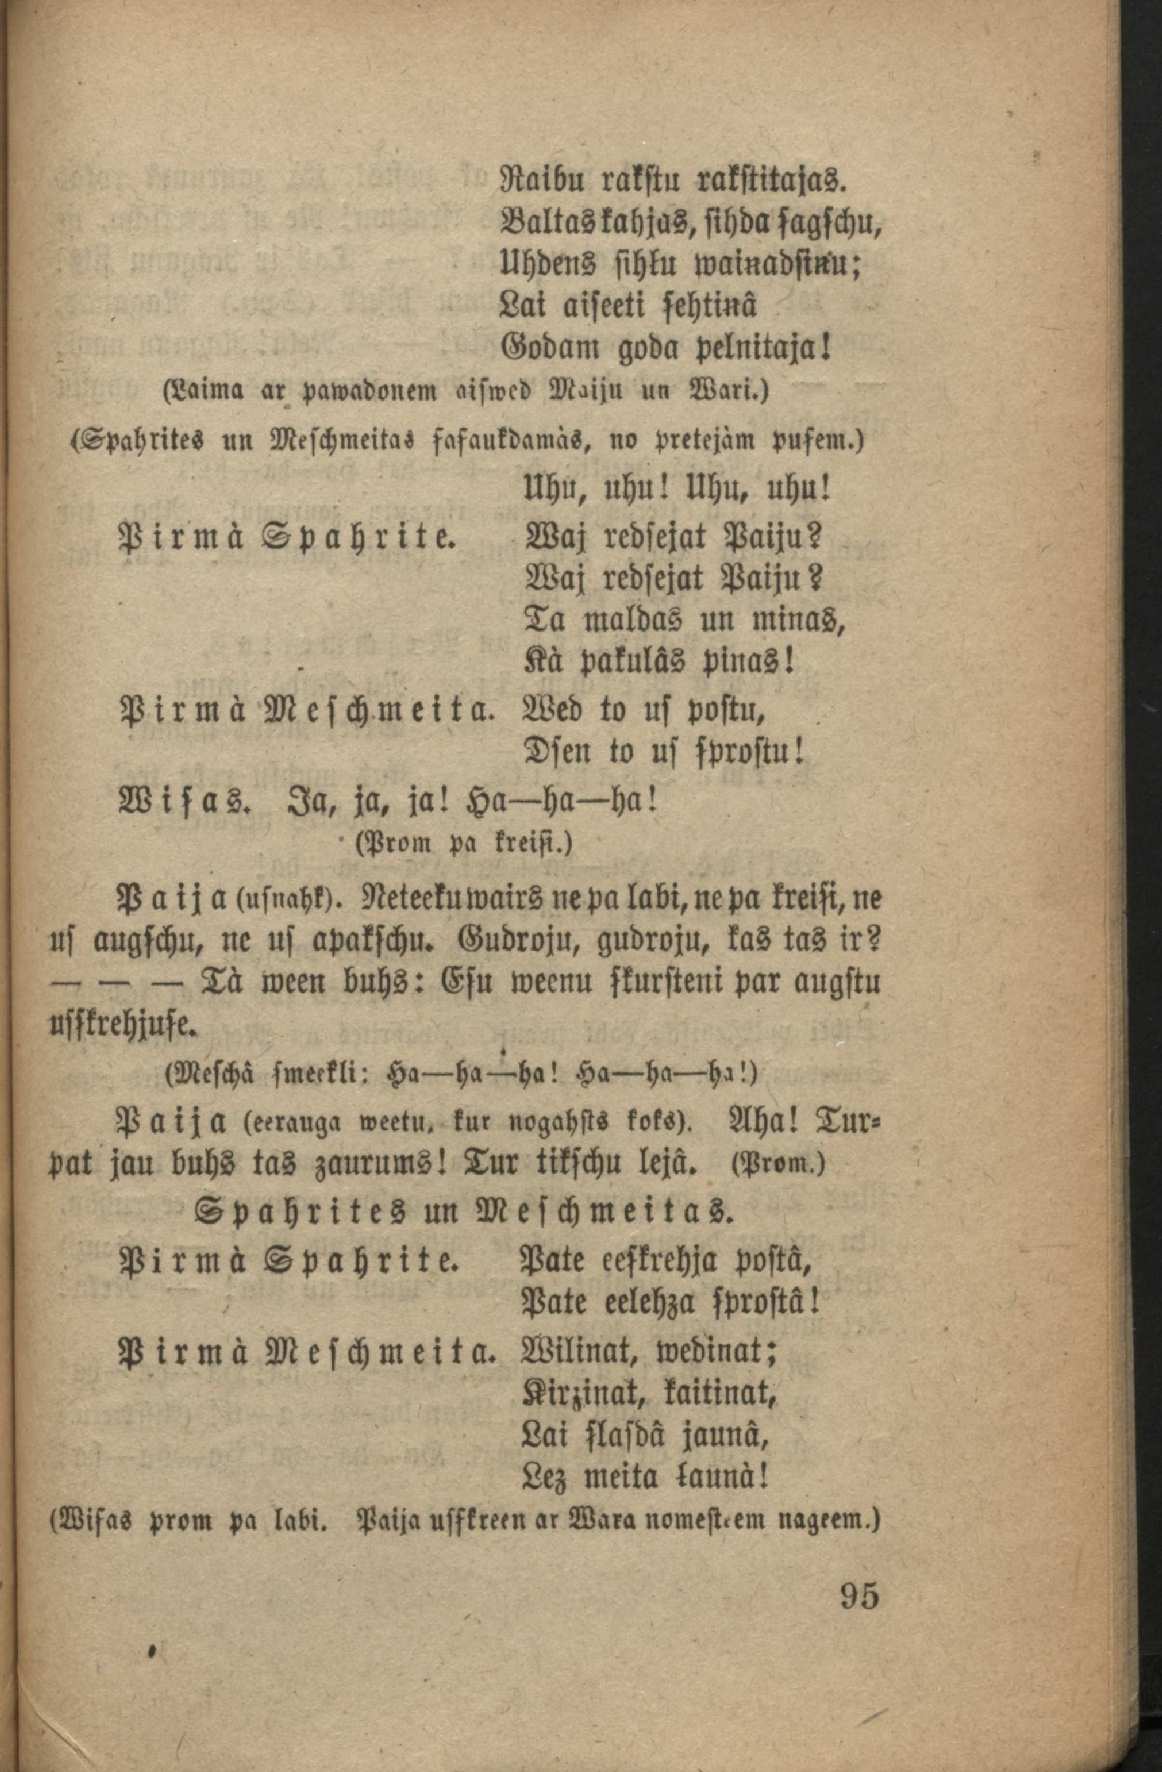 Raibu rakstu rakstitajas.
Baltas kahjas, sihda sagschu,
Uhdens sihłu wainadsiņu;
Lai aiseeti sehtinâ
Godam goda pelnitaja!
(Laima ar pawadonem aiswed Maiju un Wari.)
(Spahrites un Meschmeitas sasaukdamàs, no pretejàm pusem.)
Uhu, uhu! Uhu, uhu!
Pirmà Spahrite. Waj redsejat Paiju?
Waj redsejat Paiju?
Ta maldas un minas,
Kà pakulâs pinas!
Pirmà Meschmeita. Wed to us postu,
Dsen to us sprostu!
Wisas. Ja, ja, ja! Ha—ha—ha!
(Prom pa kreisi.)
Paija (usnahk). Neteeku wairs ne pa labi, ne pa kreisi, ne
us augschu, ne us apakschu. Gudroju, gudroju, kas tas ir?
— — — Tà ween buhs: Esu weenu skursteni par augstu
usskrehjuse.
(Meschâ smeekli: Ha—ha—ha! Ha—ha—ha!)
Paija (eerauga weetu, kur nogahsts koks). Aha! Tur-
pat jau buhs tas zaurums! Tur tikschu lejâ. (Prom.)
Spahrites un Meschmeitas.
Pirmà Spahrite. Pate eeskrehja postâ,
Pate eelehza sprostâ!
Pirmà Meschmeita. Wilinat, wedinat;
Kirzinat, kaitinat,
Lai slasdâ jaunâ,
Lez meita łaunà!
(Wisas prom pa labi. Paija usskreen ar Wara nomesteem nageem.)
95